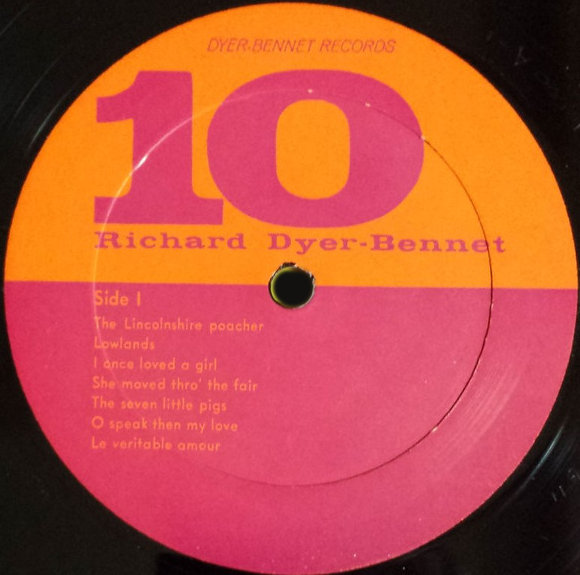 DYER-BENNET RECORDS
10
Richard Dyer-Bennet
Side I
The Lincolnshire poacher
Lowlands
I once loved a girl
She moved thro' the fair
The seven little pigs
O speak then my love
Le veritable amour